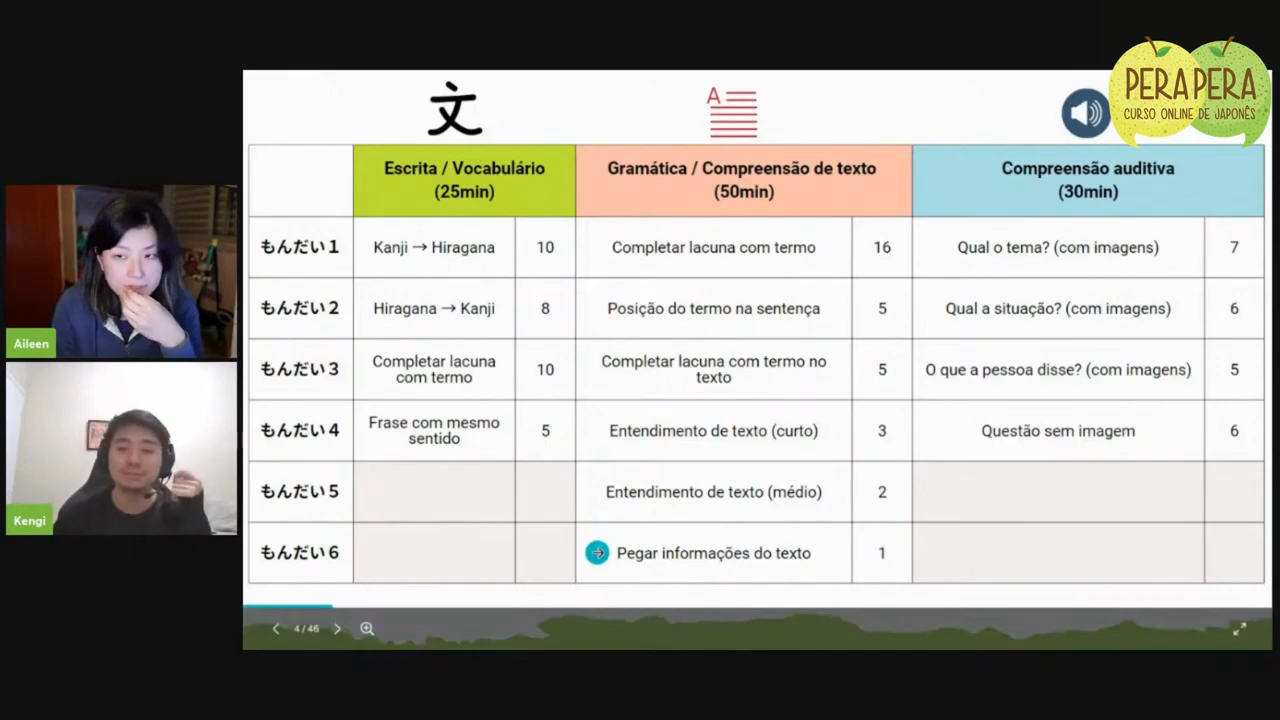 PERA PERA
CURSO ONLINE DE JAPONÊS
文
A
Escrita / Vocabulário
(25min)
Gramática / Compreensão de texto
(50min)
Compreensão auditiva
(30min)
もんだい 1
Kanji → Hiragana
10
Completar lacuna com termo
16
Qual o tema? (com imagens)
7
もんだい 2
Hiragana → Kanji
8
Posição do termo na sentença
5
Qual a situação? (com imagens)
6
もんだい 3
Completar lacuna
com termo
10
Completar lacuna com termo no
texto
5
O que a pessoa disse? (com imagens)
5
もんだい 4
Frase com mesmo
sentido
5
Entendimento de texto (curto)
3
Questão sem imagem
6
もんだい 5
Entendimento de texto (médio)
2
もんだい 6
Pegar informações do texto
1
Aileen
Kengi
4 / 46